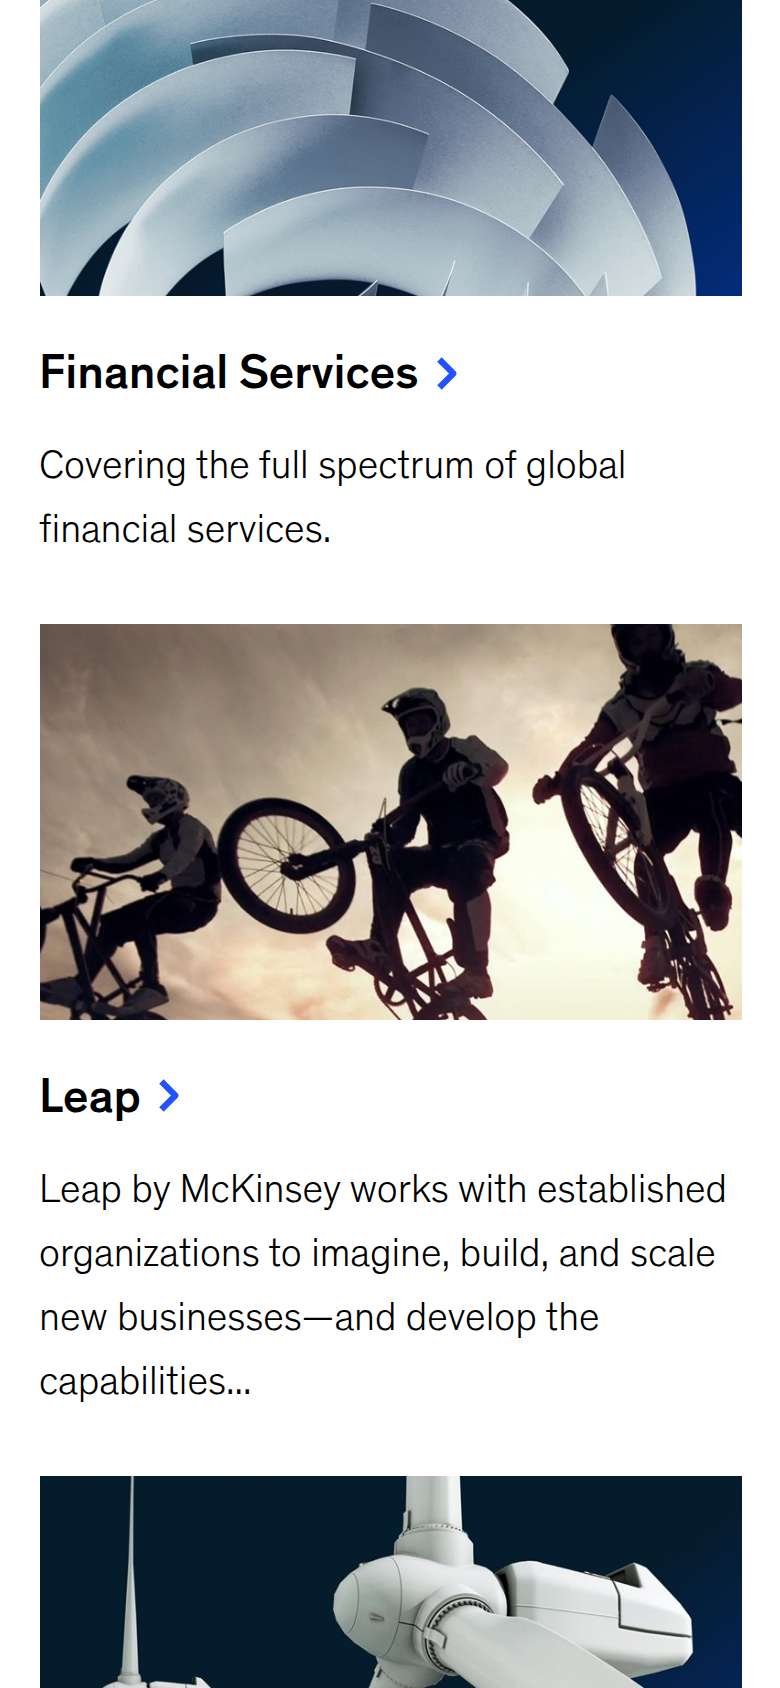 Financial Services
Covering the full spectrum of global
financial services.
Leap
Leap by McKinsey works with established
organizations to imagine, build, and scale
new businesses—and develop the
capabilities...